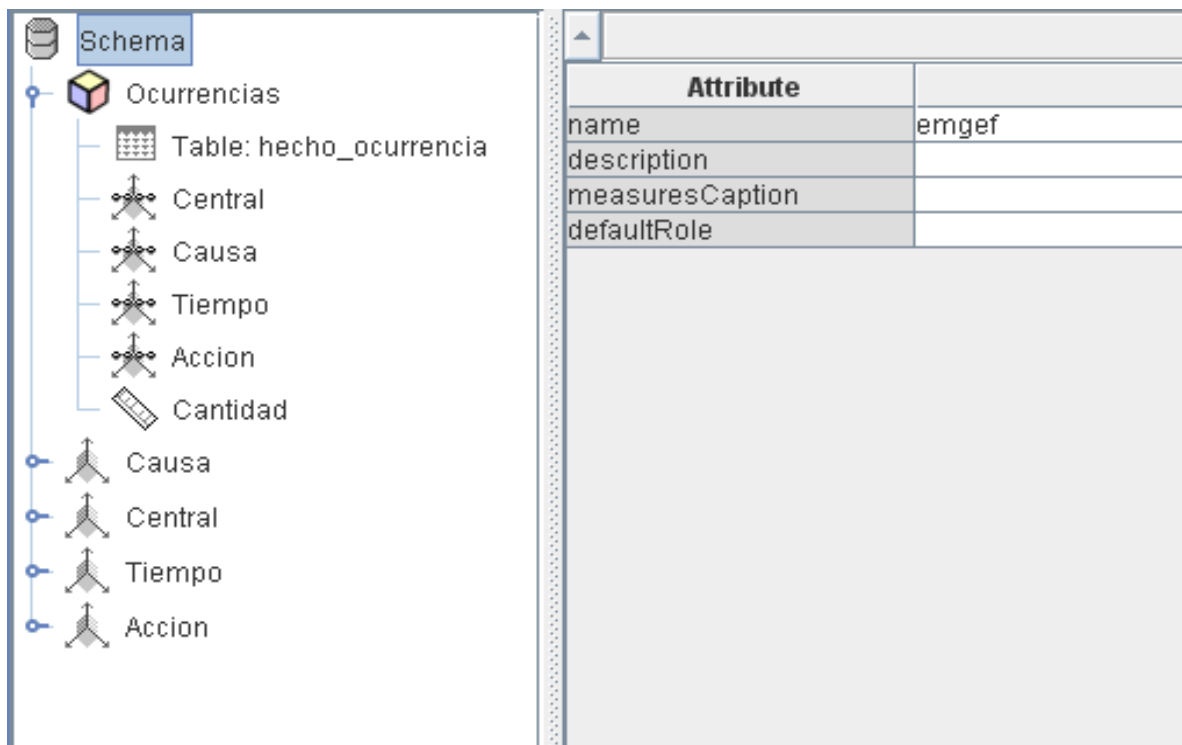 Schema
Ocurrencias
Table: hecho_ocurrencia
Central
Causa
Tiempo
Accion
Cantidad
Causa
Central
Tiempo
Accion
Attribute
name emgef
description
measuresCaption
defaultRole